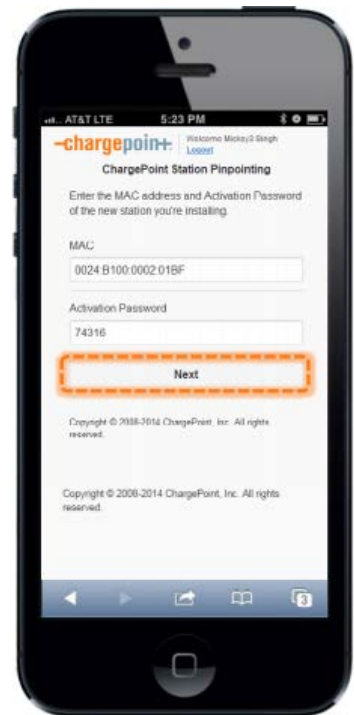 AT&T LTE 5:23 PM
-chargepoin+. Welcome Mickey3 Singh
Logout
ChargePoint Station Pinpointing
Enter the MAC address and Activation Password
of the new station you're installing.
MAC
0024:B100:0002:01BF
Activation Password
74316
Next
Copyright © 2008-2014 ChargePoint, Inc. All rights
reserved.
Copyright © 2008-2014 ChargePoint, Inc. All rights
reserved.
3